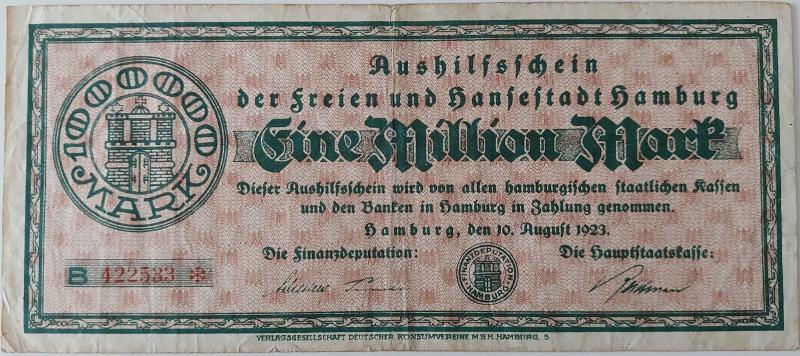 Aushilfsschein
der Freien und Hansestadt Hamburg
Eine Million Mark
1000000
MARK
Dieser Aushilfsschein wird von allen hamburgischen staatlichen Kassen
und den Banken in Hamburg in Zahlung genommen.
Hamburg, den 10. August 1923.
Die Finanzdeputation:
Die Hauptstaatskasse:
B 422533 *
FINANZDEPUTATION
HAMBURG
VERLAGSGESELLSCHAFT DEUTSCHER KONSUMVEREINE M.B.H. HAMBURG. 5